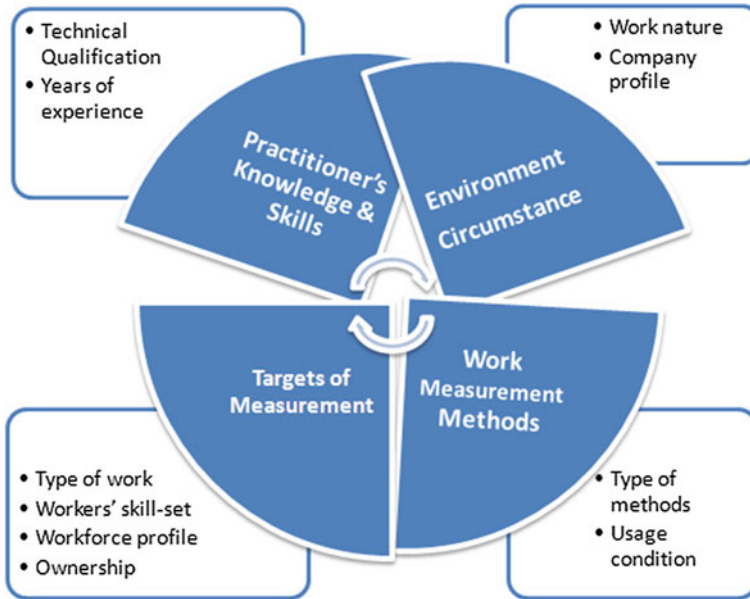 • Technical
Qualification
• Years of
experience
• Work nature
• Company
profile
Practitioner's
Knowledge &
Skills
Environment
Circumstance
Targets of
Measurement
Work
Measurement
Methods
• Type of work
• Workers' skill-set
• Workforce profile
• Ownership
• Type of
methods
• Usage
condition